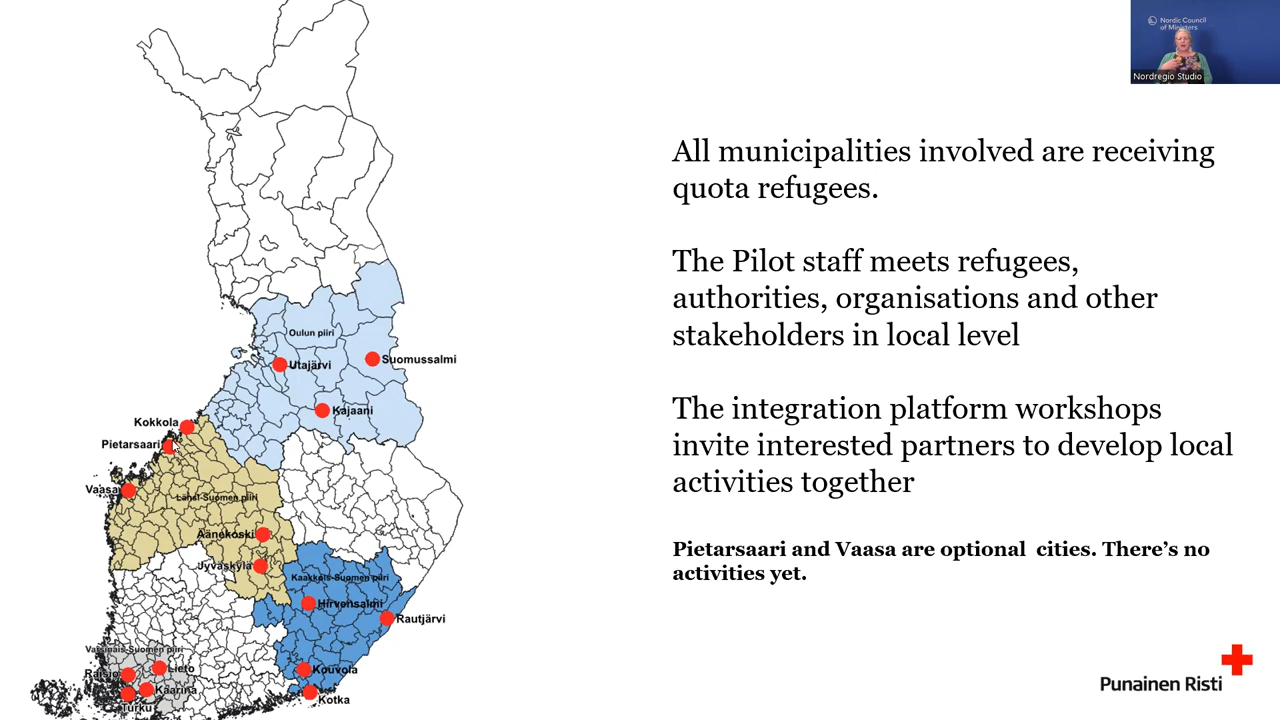 Nordic Council
of Ministers
Nordregio Studio
All municipalities involved are receiving
quota refugees.
The Pilot staff meets refugees,
authorities, organisations and other
stakeholders in local level
The integration platform workshops
invite interested partners to develop local
activities together
Pietarsaari and Vaasa are optional cities. There's no
activities yet.
Oulun piiri
Suomussalmi
Utajärvi
Kajaani
Kokkola
Pietarsaari
Vaasa
Länsi-Suomen piiri
Äänekoski
Jyväskylä
Kaakkois-Suomen piiri
Hirvensalmi
Rautjärvi
Varsinais-Suomen piiri
Lieto
Raisio
Kouvola
Kaarina
Kotka
Turku
Punainen Risti